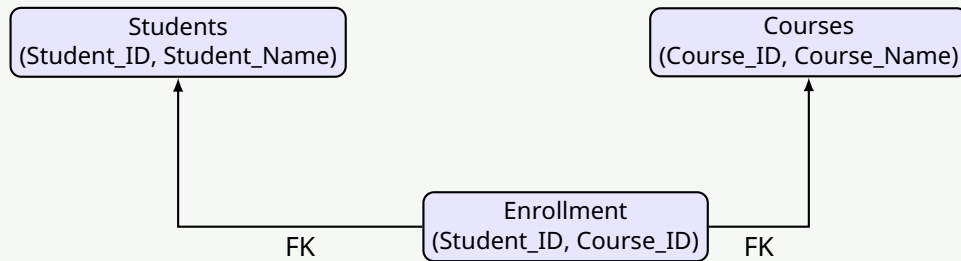 Students
(Student_ID, Student_Name)
Courses
(Course_ID, Course_Name)
Enrollment
(Student_ID, Course_ID)
FK
FK